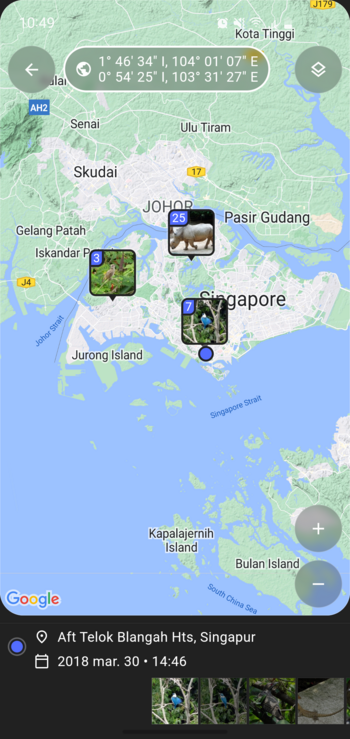 10:49
J179
Kota Tinggi
1° 46' 34" I, 104° 01' 07" E
0° 54' 25" I, 103° 31' 27" E
AH2
Senai
Ulu Tiram
Skudai
17
JOHOR
25
Pasir Gudang
Gelang Patah
Iskandar
3
J4
7
Singapore
Johor Strait
Jurong Island
Singapore Strait
Kapalajernih
Island
Bulan Island
Google
South China Sea
Aft Telok Blangah Hts, Singapur
2018 mar. 30 • 14:46